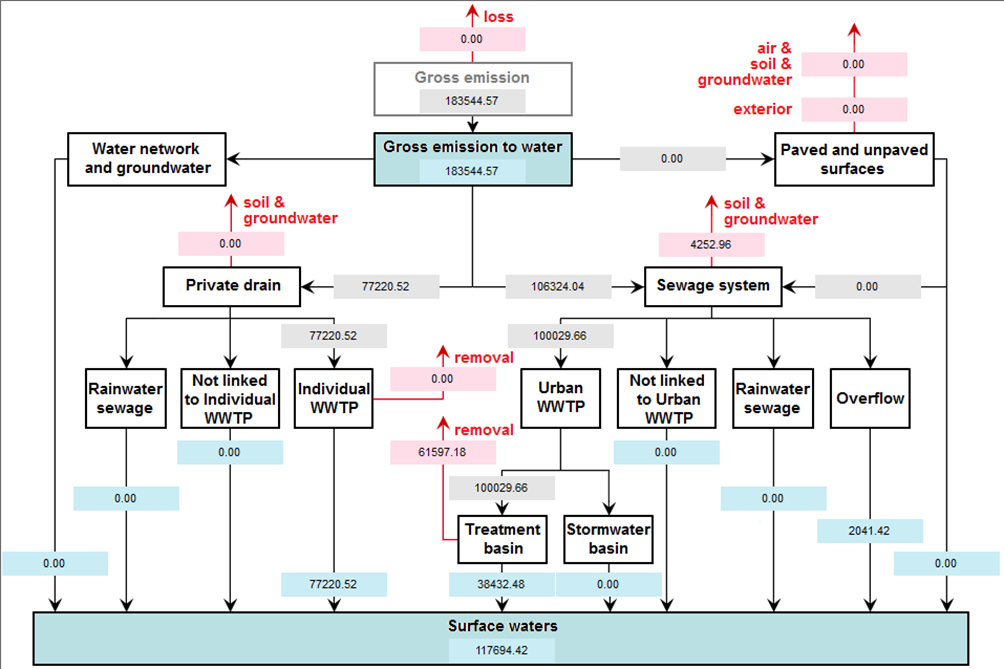 loss
0.00
Gross emission
183544.57
air &
soil &
groundwater
0.00
exterior
0.00
Water network
and groundwater
Gross emission to water
183544.57
0.00
Paved and unpaved
surfaces
soil &
groundwater
0.00
soil &
groundwater
4252.96
Private drain
77220.52
106324.04
Sewage system
0.00
77220.52
100029.66
removal
0.00
Rainwater
sewage
Not linked
to Individual
WWTP
Individual
WWTP
Urban
WWTP
Not linked
to Urban
WWTP
Rainwater
sewage
Overflow
removal
61597.18
0.00
0.00
100029.66
0.00
0.00
Treatment
basin
Stormwater
basin
2041.42
0.00
0.00
77220.52
38432.48
0.00
Surface waters
117694.42